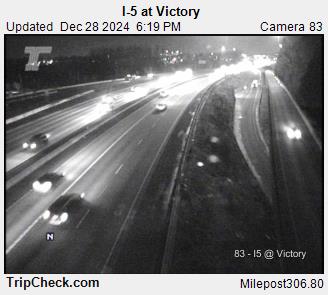 I-5 at Victory
Updated Dec 28 2024 6:19 PM Camera 83
T
N
83 - I5 @ Victory
TripCheck.com Milepost306.80